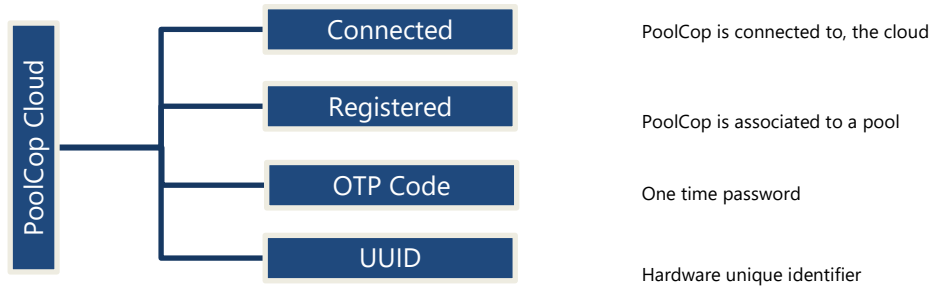 PoolCop Cloud
Connected
PoolCop is connected to, the cloud
Registered
PoolCop is associated to a pool
OTP Code
One time password
UUID
Hardware unique identifier